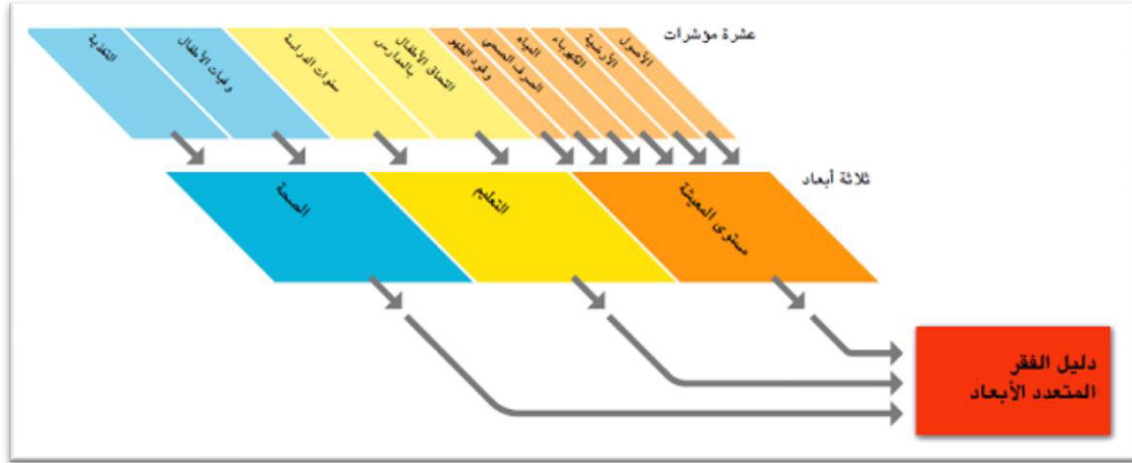 عشرة مؤشرات
الأصول
الأرضية
الكهرباء
المياه
الصرف الصحي
وقود الطهر
التحاق الأطفال
بالمدارس
سنوات الدراسة
وفيات الأطفال
التغذية
ثلاثة أبعاد
مستوى المعيشة
التعليم
الصحة
دليل الفقر
المتعدد الأبعاد